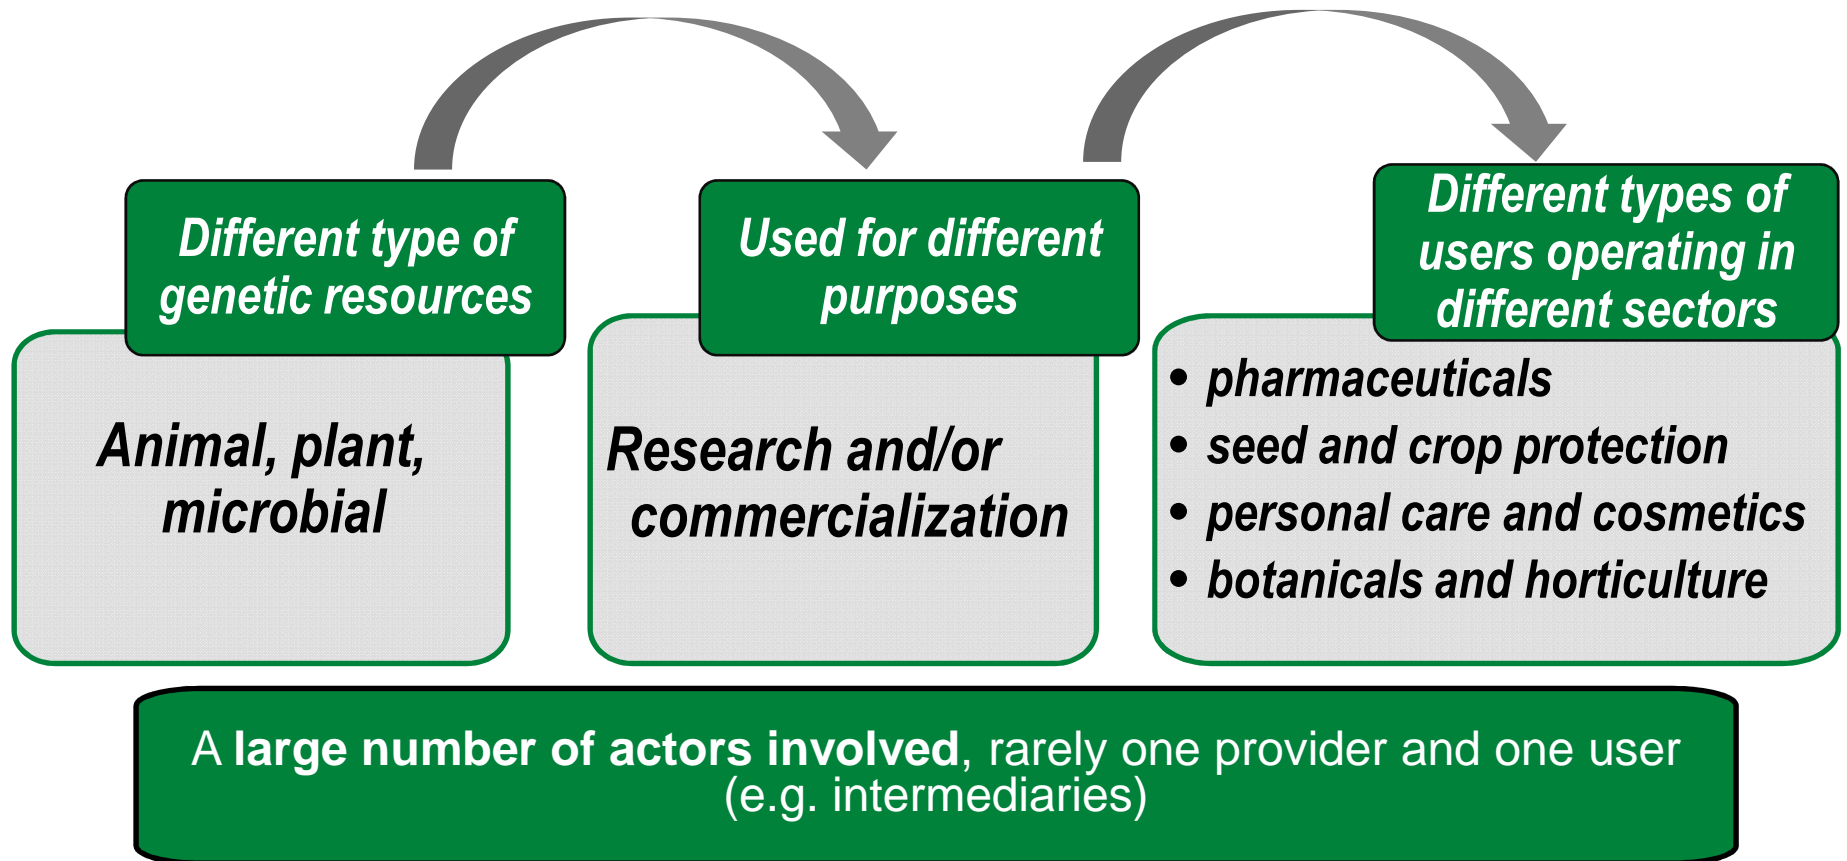 Different type of
genetic resources
Animal, plant,
microbial
Used for different
purposes
Research and/or
commercialization
Different types of
users operating in
different sectors
• pharmaceuticals
• seed and crop protection
• personal care and cosmetics
• botanicals and horticulture
A large number of actors involved, rarely one provider and one user
(e.g. intermediaries)